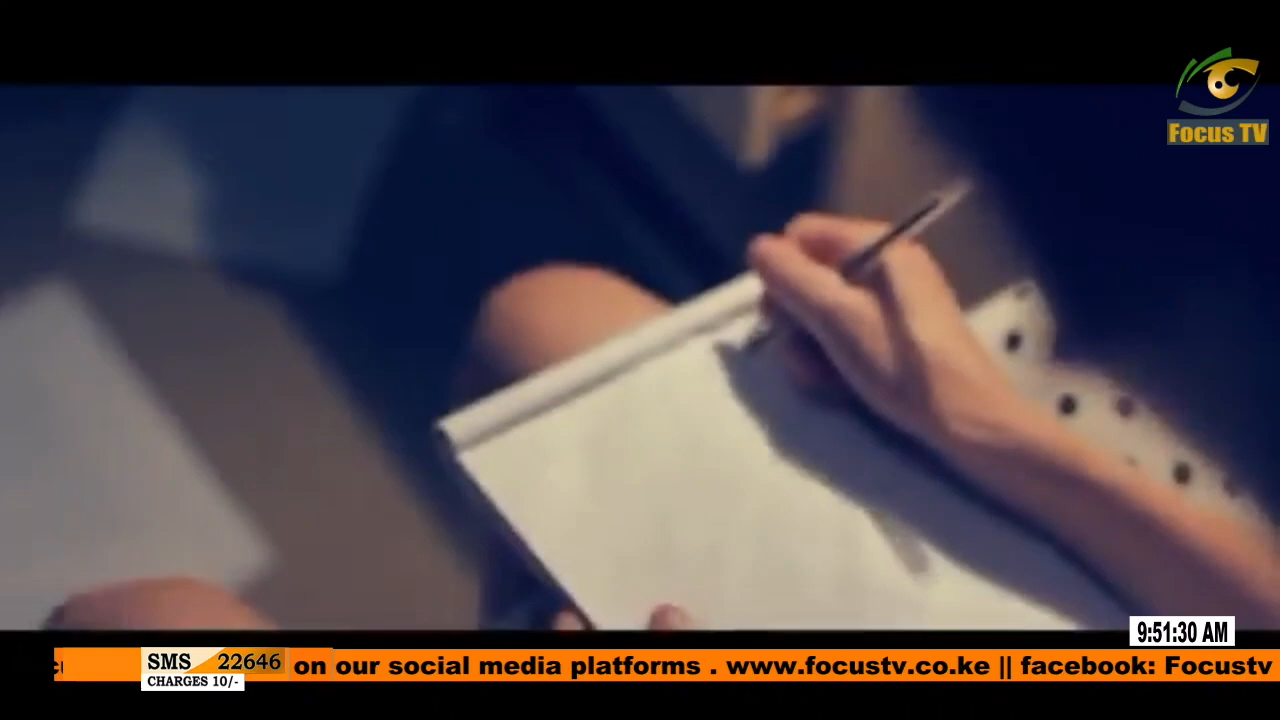 Focus TV
9:51:30 AM
SMS 22646
CHARGES 10/-
on our social media platforms . www.focustv.co.ke || facebook: Focustv